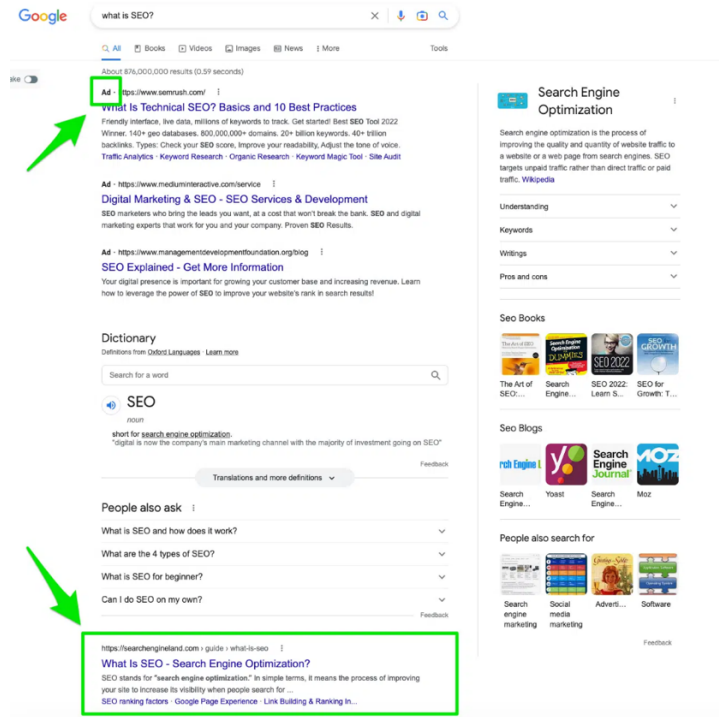 Google
what is SEO?
All Books Videos Images News More Tools
About 876,000,000 results (0.59 seconds)
Ad · https://www.semrush.com/
What Is Technical SEO? Basics and 10 Best Practices
Friendly interface, live data, millions of keywords to track. Get started! Best SEO Tool 2022
Winner. 140+ geo databases. 800,000,000+ domains. 20+ billion keywords. 40+ trillion
backlinks. Types: Check your SEO score, Improve your readability, Adjust the tone of voice.
Traffic Analytics · Keyword Research · Organic Research · Keyword Magic Tool · Site Audit
Ad · https://www.mediuminteractive.com/service
Digital Marketing & SEO - SEO Services & Development
SEO marketers who bring the leads you want, at a cost that won't break the bank. SEO and digital
marketing experts that work for you and your company. Proven SEO Results.
Ad · https://www.managementdevelopmentfoundation.org/blog
SEO Explained - Get More Information
Your digital presence is important for growing your customer base and increasing revenue. Learn
how to leverage the power of SEO to improve your website's rank in search results!
Dictionary
Definitions from Oxford Languages · Learn more
Search for a word
SEO
noun
short for search engine optimization.
"digital is now the company's main marketing channel with the majority of investment going on SEO"
Feedback
Translations and more definitions
People also ask
What is SEO and how does it work?
What are the 4 types of SEO?
What is SEO for beginner?
Can I do SEO on my own?
Feedback
https://searchengineland.com › guide › what-is-seo
What Is SEO - Search Engine Optimization?
SEO stands for "search engine optimization." In simple terms, it means the process of improving
your site to increase its visibility when people search for ...
SEO ranking factors · Google Page Experience · Link Building & Ranking In...
Search Engine
Optimization
Search engine optimization is the process of
improving the quality and quantity of website traffic to
a website or a web page from search engines. SEO
targets unpaid traffic rather than direct traffic or paid
traffic. Wikipedia
Understanding
Keywords
Writings
Pros and cons
Seo Books
The Art of SEO
Search Engine
Optimization
DUMMIES
SEO 2022
SEO
GROWTH
The Art of
SEO:...
Search
Engine...
SEO 2022:
Learn S...
SEO for
Growth: T...
Seo Blogs
rch Engine L
yo
Search
Engine
Journal
MOZ
Search
Engine...
Yoast
Search
Engine...
Moz
People also search for
Search
engine
marketing
Social
media
marketing
Adverti...
Software
Feedback